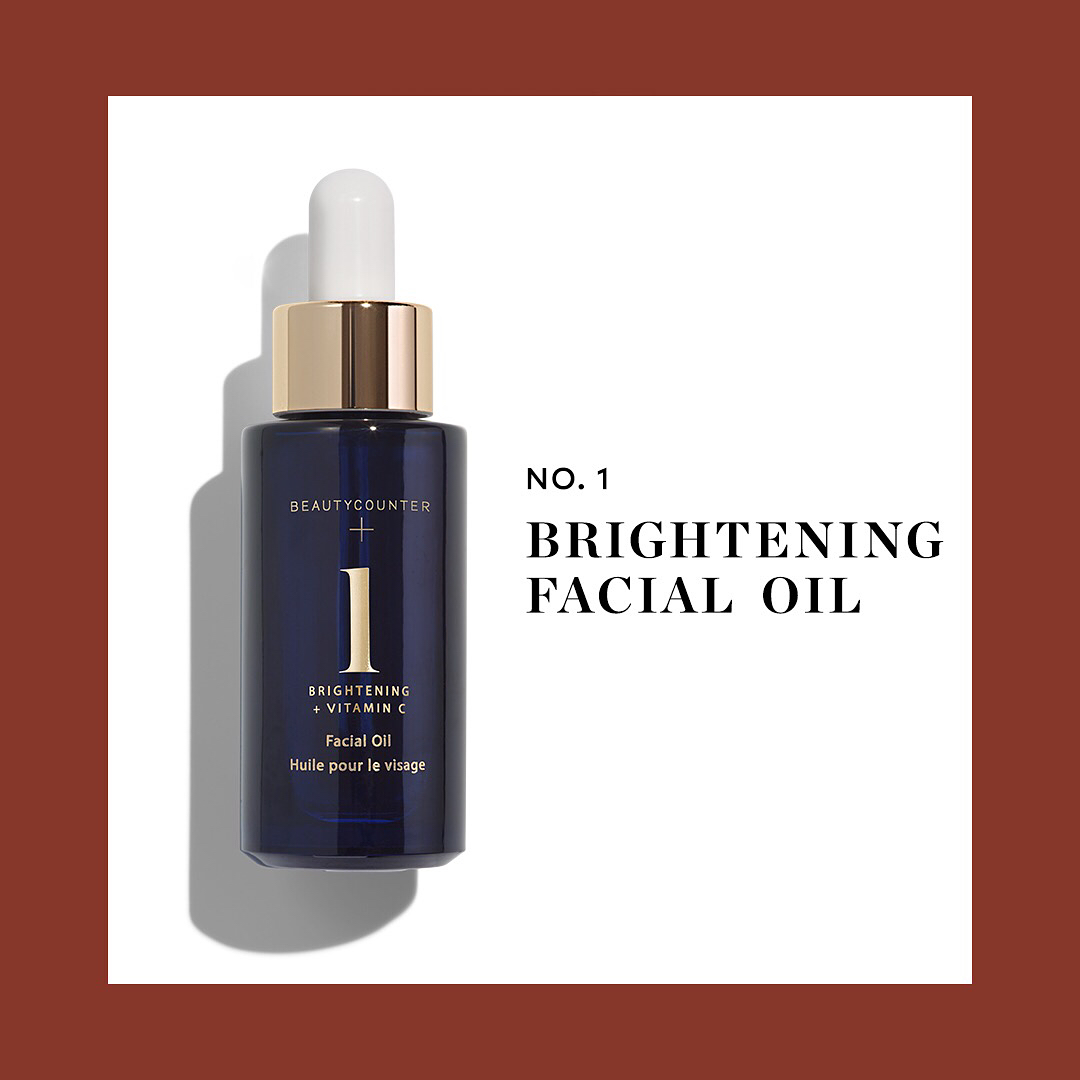 BEAUTYCOUNTER
+
1
BRIGHTENING
+ VITAMIN C
Facial Oil
Huile pour le visage
NO. 1
BRIGHTENING
FACIAL OIL